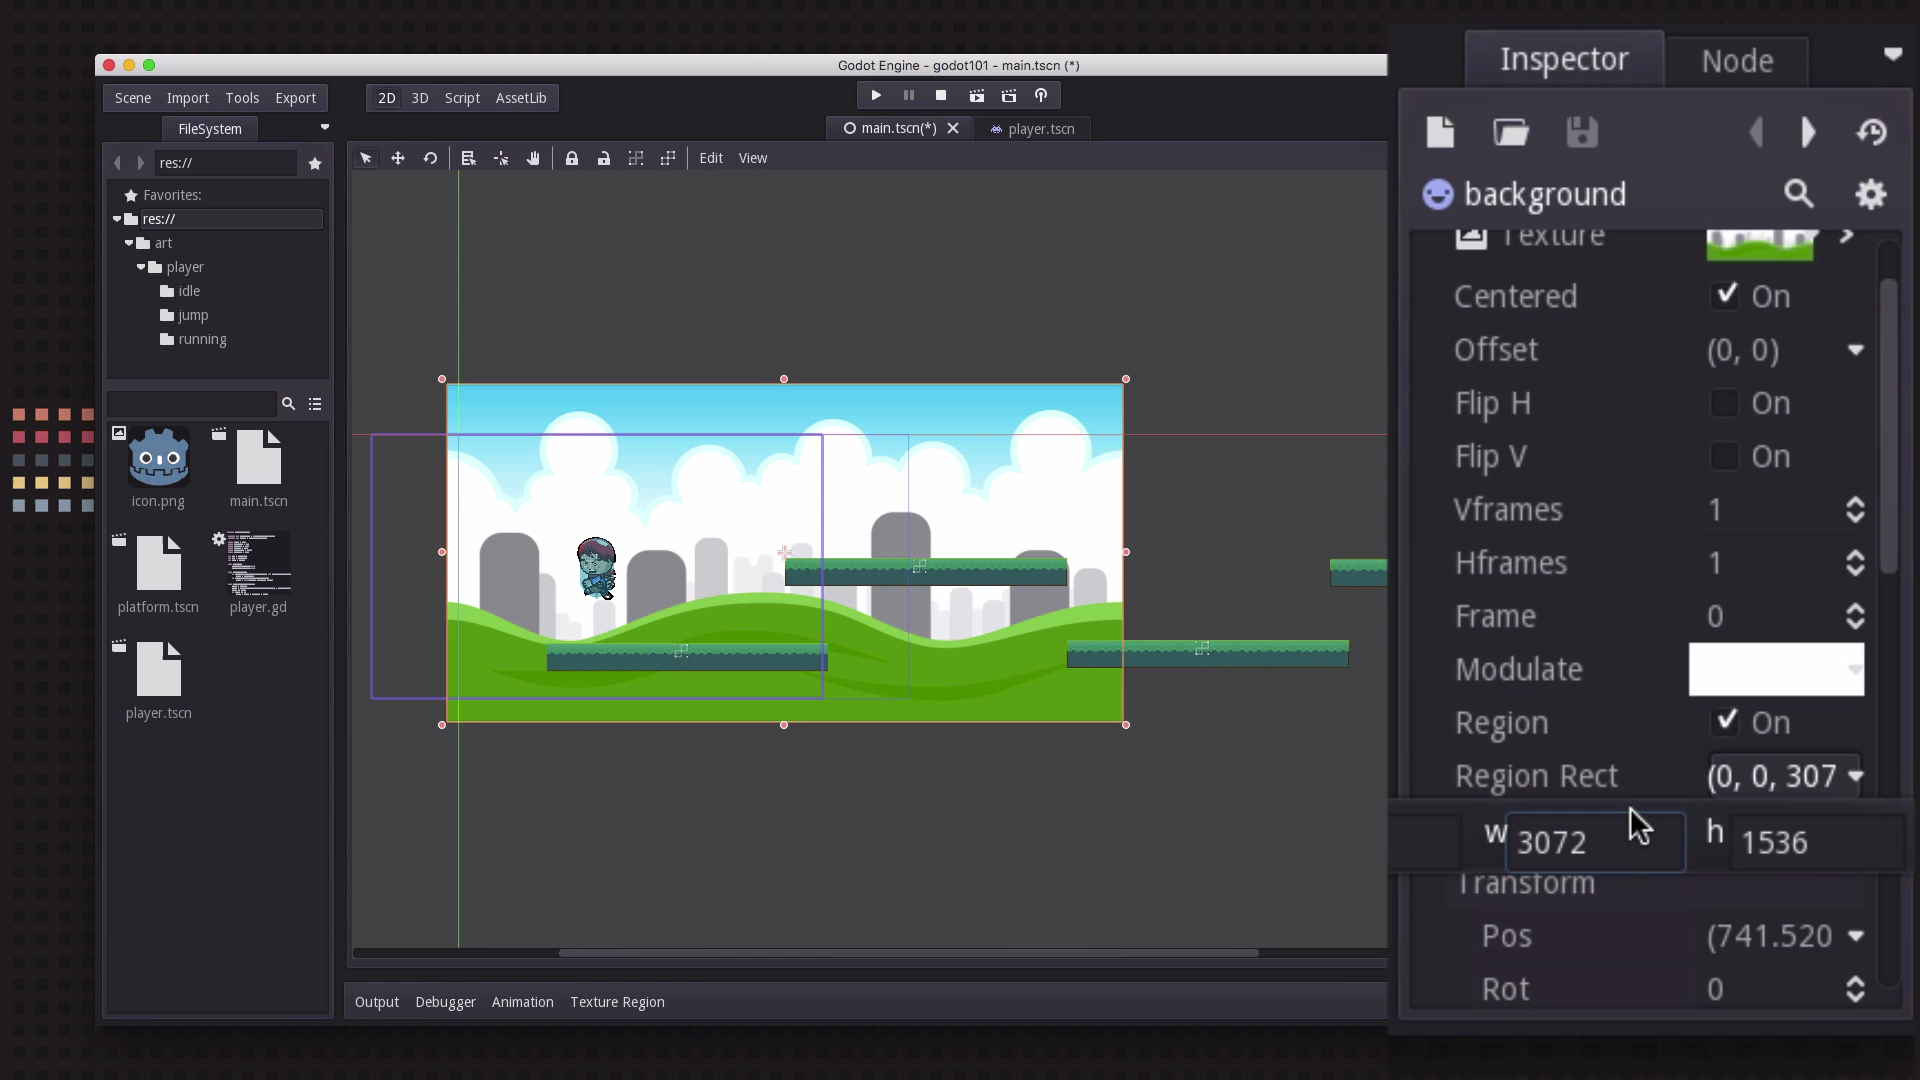 Godot Engine - godot101 - main.tscn (*)
Scene Import Tools Export
2D 3D Script AssetLib
FileSystem
main.tscn(*)
player.tscn
res://
Edit View
Favorites:
res://
art
player
idle
jump
running
icon.png
main.tscn
platform.tscn
player.gd
player.tscn
Output Debugger Animation Texture Region
Inspector
Node
background
Texture
Centered On
Offset (0, 0)
Flip H On
Flip V On
Vframes 1
Hframes 1
Frame 0
Modulate
Region On
Region Rect (0, 0, 307
w 3072 h 1536
Transform
Pos (741.520
Rot 0